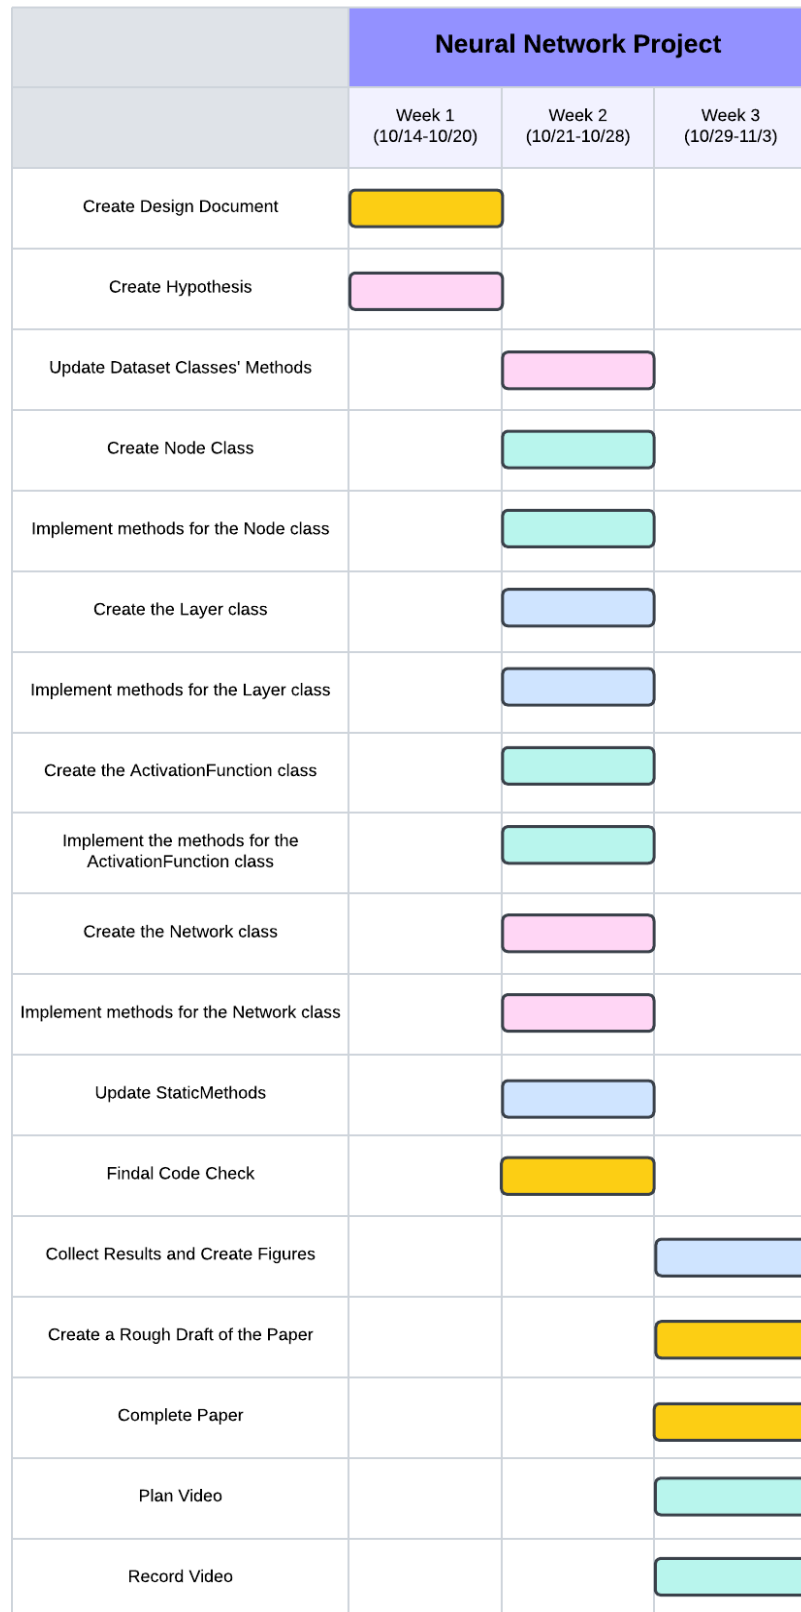 Neural Network Project
Week 1
(10/14-10/20)
Week 2
(10/21-10/28)
Week 3
(10/29-11/3)
Create Design Document
Create Hypothesis
Update Dataset Classes' Methods
Create Node Class
Implement methods for the Node class
Create the Layer class
Implement methods for the Layer class
Create the ActivationFunction class
Implement the methods for the
ActivationFunction class
Create the Network class
Implement methods for the Network class
Update StaticMethods
Findal Code Check
Collect Results and Create Figures
Create a Rough Draft of the Paper
Complete Paper
Plan Video
Record Video